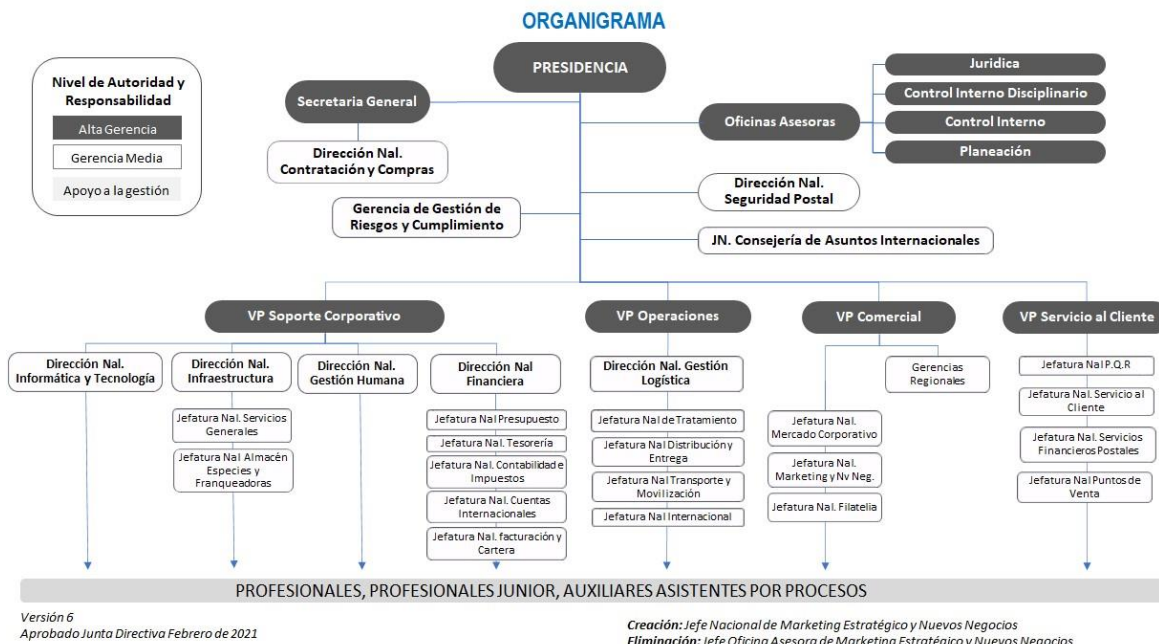 ORGANIGRAMA
Nivel de Autoridad y
Responsabilidad
Alta Gerencia
Gerencia Media
Apoyo a la gestión
PRESIDENCIA
Secretaria General
Dirección Nal.
Contratación y Compras
Gerencia de Gestión de
Riesgos y Cumplimiento
Oficinas Asesoras
Juridica
Control Interno Disciplinario
Control Interno
Planeación
Dirección Nal.
Seguridad Postal
JN. Consejería de Asuntos Internacionales
VP Soporte Corporativo
VP Operaciones
VP Comercial
VP Servicio al Cliente
Dirección Nal.
Informática y Tecnología
Dirección Nal.
Infraestructura
Jefatura Nal. Servicios
Generales
Jefatura Nal Almacén
Especies y
Franqueadoras
Dirección Nal.
Gestión Humana
Dirección Nal
Financiera
Jefatura Nal Presupuesto
Jefatura Nal. Tesorería
Jefatura Nal. Contabilidad e
Impuestos
Jefatura Nal. Cuentas
Internacionales
Jefatura Nal. facturación y
Cartera
Dirección Nal. Gestión
Logística
Jefatura Nal de Tratamiento
Jefatura Nal Distribución y
Entrega
Jefatura Nal Transporte y
Movilización
Jefatura Nal Internacional
Gerencias
Regionales
Jefatura Nal.
Mercado Corporativo
Jefatura Nal.
Marketing y Nv Neg.
Jefatura Nal. Filatelia
Jefatura Nal P.Q.R
Jefatura Nal. Servicio al
Cliente
Jefatura Nal. Servicios
Financieros Postales
Jefatura Nal Puntos de
Venta
PROFESIONALES, PROFESIONALES JUNIOR, AUXILIARES ASISTENTES POR PROCESOS
Versión 6
Aprobado Junta Directiva Febrero de 2021
Creación: Jefe Nacional de Marketing Estratégico y Nuevos Negocios
Eliminación: Jefe Oficina Asesora de Marketing Estratégico y Nuevos Negocios